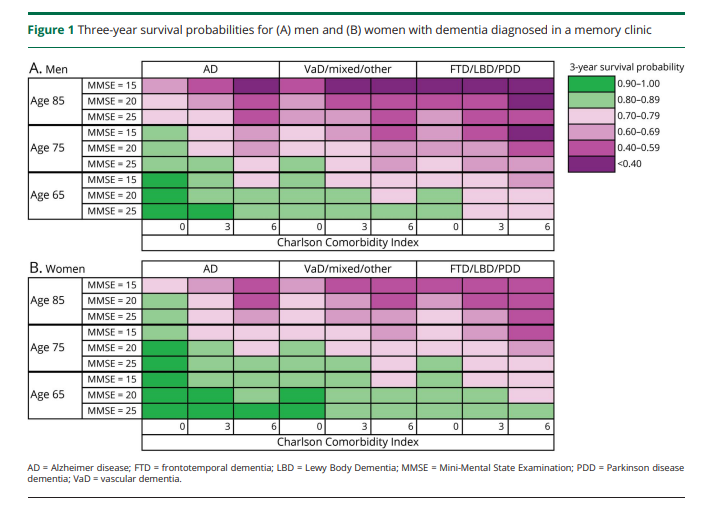 Figure 1 Three-year survival probabilities for (A) men and (B) women with dementia diagnosed in a memory clinic
A. Men
AD VaD/mixed/other FTD/LBD/PDD
3-year survival probability
0.90–1.00
0.80–0.89
0.70–0.79
0.60–0.69
0.40–0.59
<0.40
Age 85
MMSE = 15
MMSE = 20
MMSE = 25
Age 75
MMSE = 15
MMSE = 20
MMSE = 25
Age 65
MMSE = 15
MMSE = 20
MMSE = 25
0 3 6 0 3 6 0 3 6
Charlson Comorbidity Index
B. Women
AD VaD/mixed/other FTD/LBD/PDD
Age 85
MMSE = 15
MMSE = 20
MMSE = 25
Age 75
MMSE = 15
MMSE = 20
MMSE = 25
Age 65
MMSE = 15
MMSE = 20
MMSE = 25
0 3 6 0 3 6 0 3 6
Charlson Comorbidity Index
AD = Alzheimer disease; FTD = frontotemporal dementia; LBD = Lewy Body Dementia; MMSE = Mini-Mental State Examination; PDD = Parkinson disease
dementia; VaD = vascular dementia.